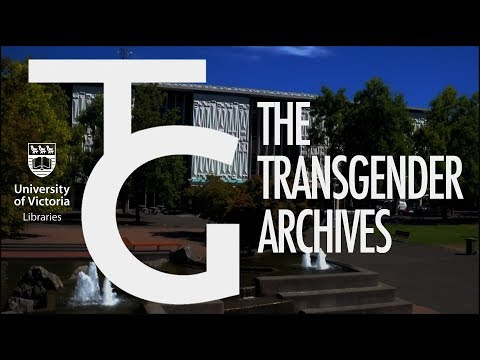 TG
THE
TRANSGENDER
ARCHIVES
University
of Victoria
Libraries